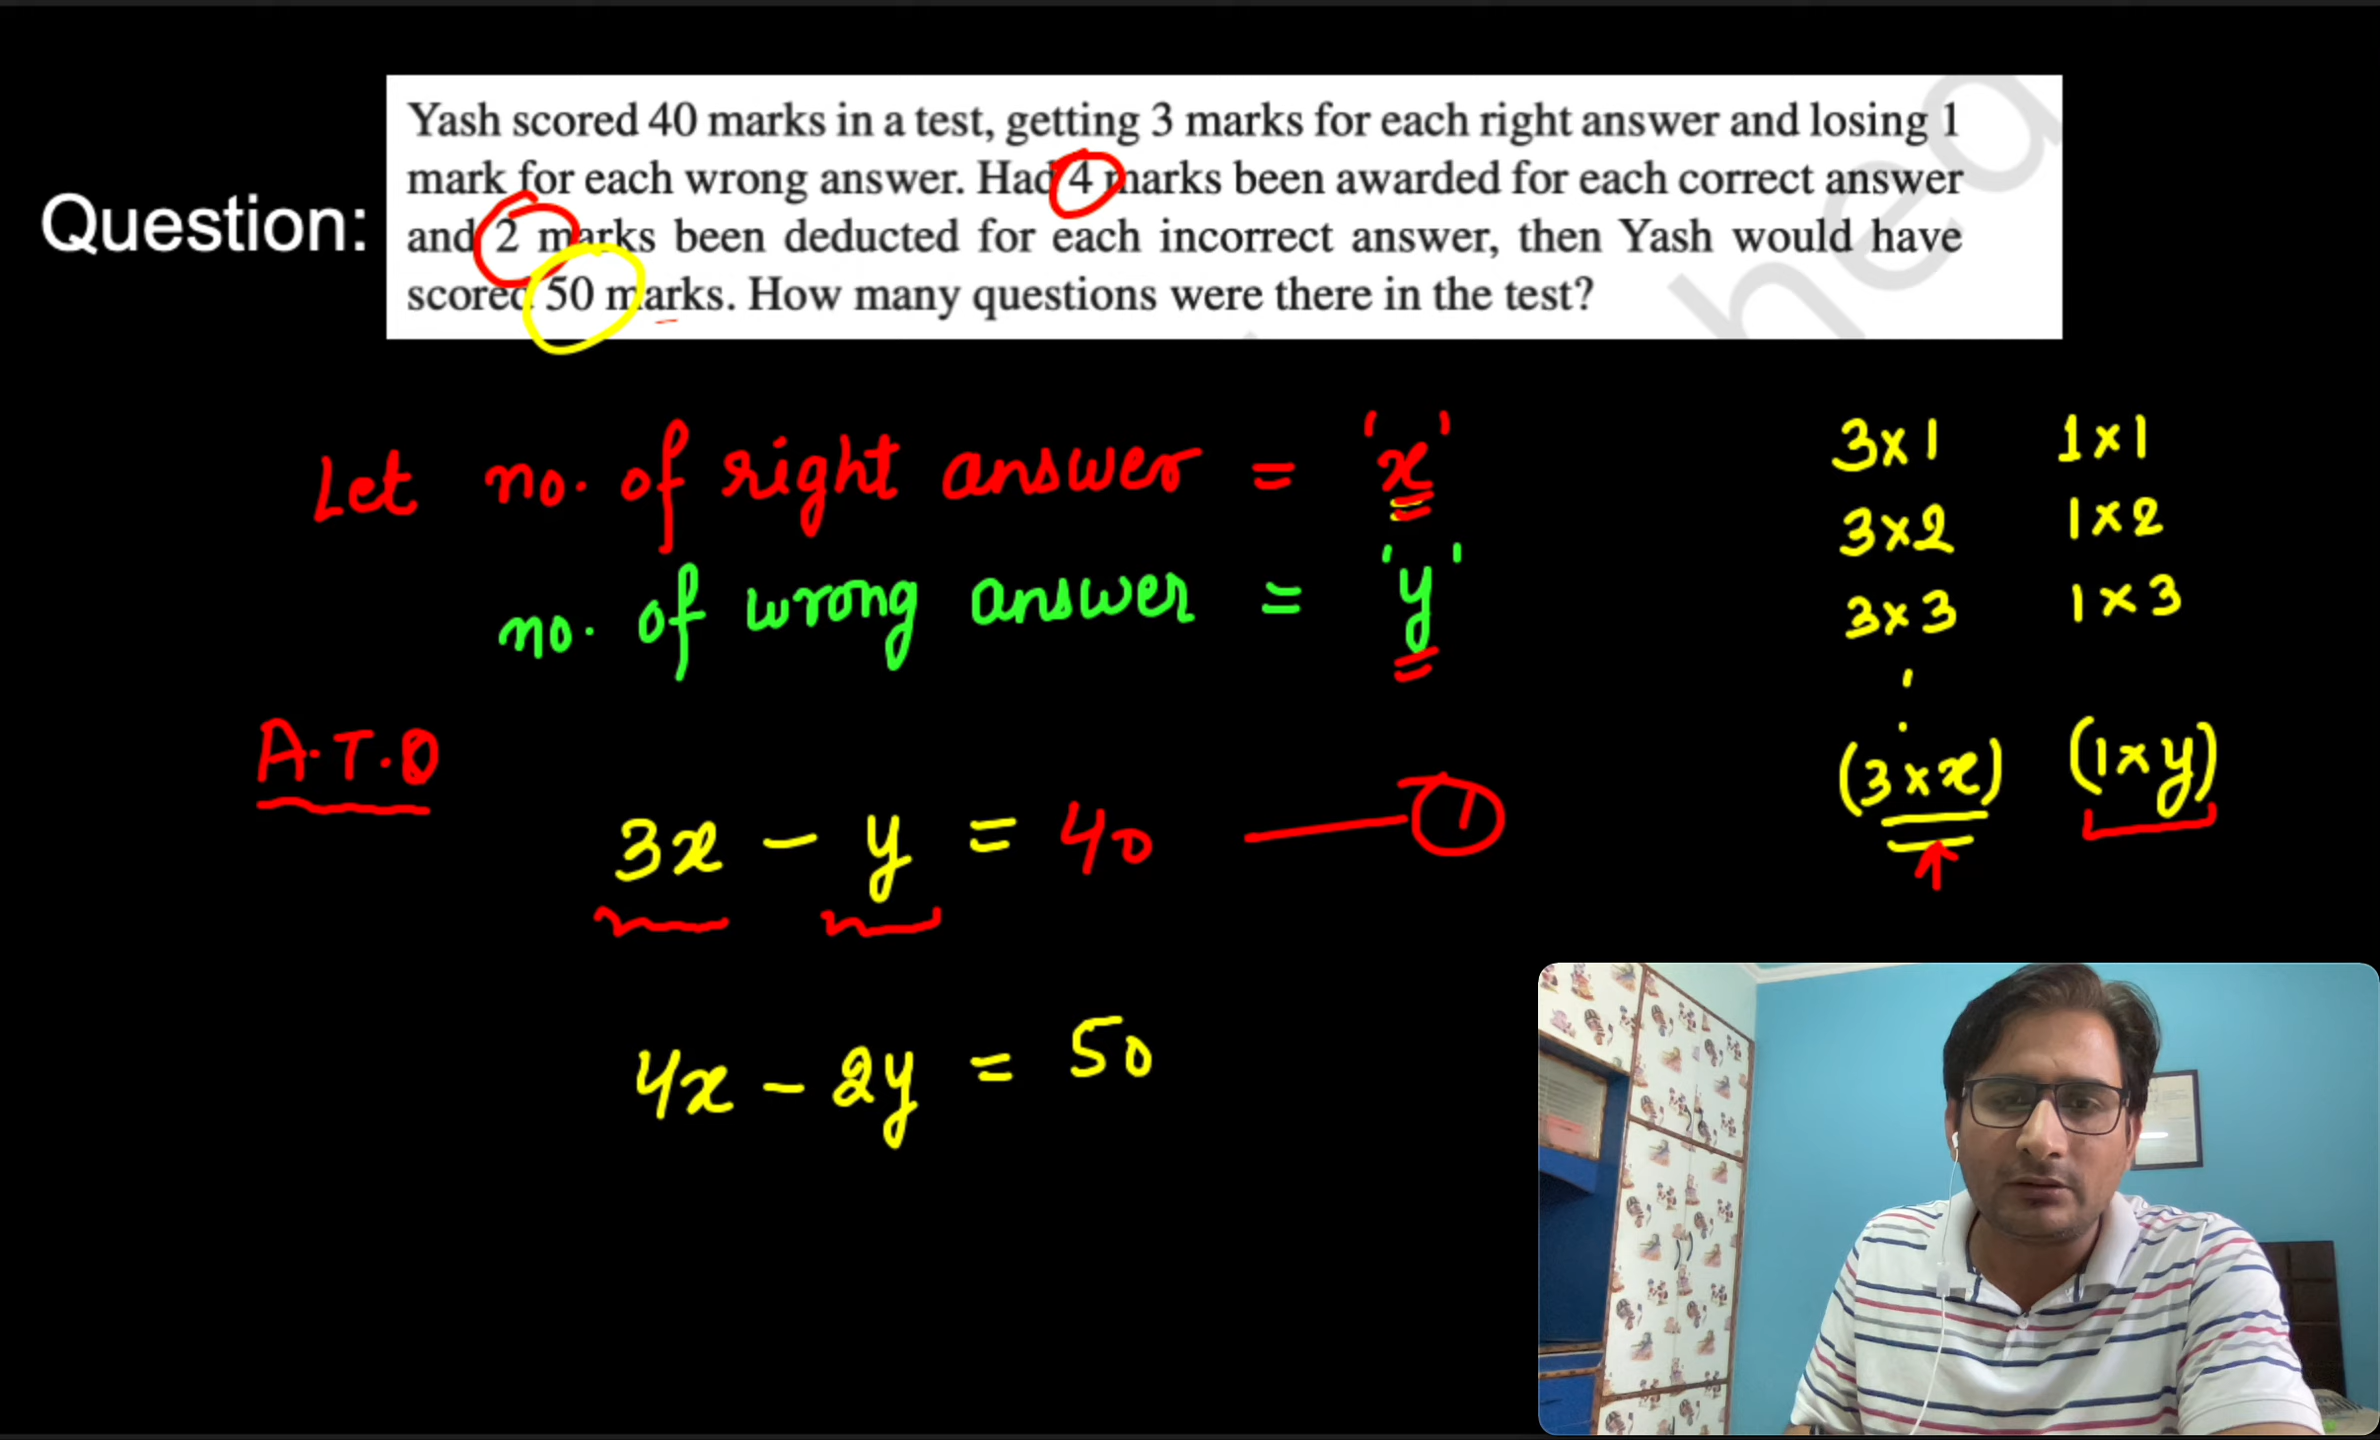 Question:
Yash scored 40 marks in a test, getting 3 marks for each right answer and losing 1
mark for each wrong answer. Had 4 marks been awarded for each correct answer
and 2 marks been deducted for each incorrect answer, then Yash would have
scored 50 marks. How many questions were there in the test?
hed
Let no. of right answer = 'x'
no. of wrong answer = 'y'
A.T.Q
3x - y = 40 —— 1
4x - 2y = 50
3x1 1x1
3x2 1x2
3x3 1x3
(3xx) (1xy)